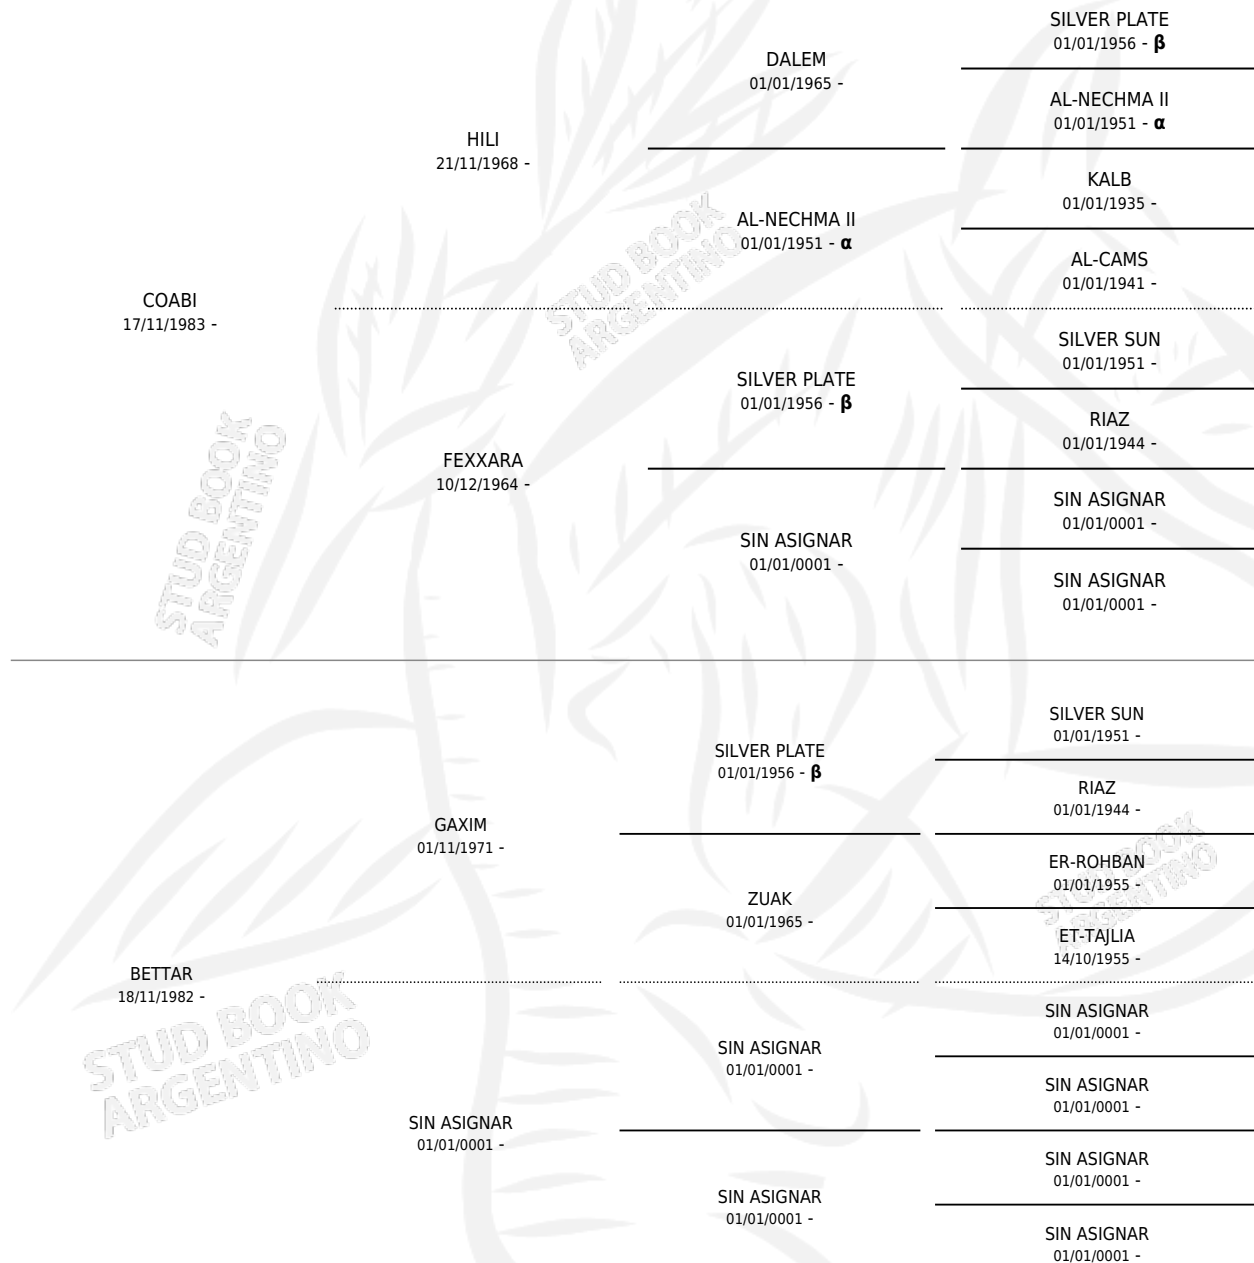 SILVER PLATE
01/01/1956 - β
DALEM
01/01/1965 -
AL-NECHMA II
01/01/1951 - α
HILI
21/11/1968 -
KALB
01/01/1935 -
AL-NECHMA II
01/01/1951 - α
AL-CAMS
01/01/1941 -
COABI
17/11/1983 -
SILVER SUN
01/01/1951 -
SILVER PLATE
01/01/1956 - β
RIAZ
01/01/1944 -
FEXXARA
10/12/1964 -
SIN ASIGNAR
01/01/0001 -
SIN ASIGNAR
01/01/0001 -
SIN ASIGNAR
01/01/0001 -
SILVER SUN
01/01/1951 -
SILVER PLATE
01/01/1956 - β
RIAZ
01/01/1944 -
GAXIM
01/11/1971 -
ER-ROHBAN
01/01/1955 -
ZUAK
01/01/1965 -
ET-TAJLIA
14/10/1955 -
BETTAR
18/11/1982 -
SIN ASIGNAR
01/01/0001 -
SIN ASIGNAR
01/01/0001 -
SIN ASIGNAR
01/01/0001 -
SIN ASIGNAR
01/01/0001 -
SIN ASIGNAR
01/01/0001 -
SIN ASIGNAR
01/01/0001 -
SIN ASIGNAR
01/01/0001 -
STUD BOOK
ARGENTINO
STUD BOOK
ARGENTINO
STUD BOOK
ARGENTINO
STUD BOOK
ARGENTINO